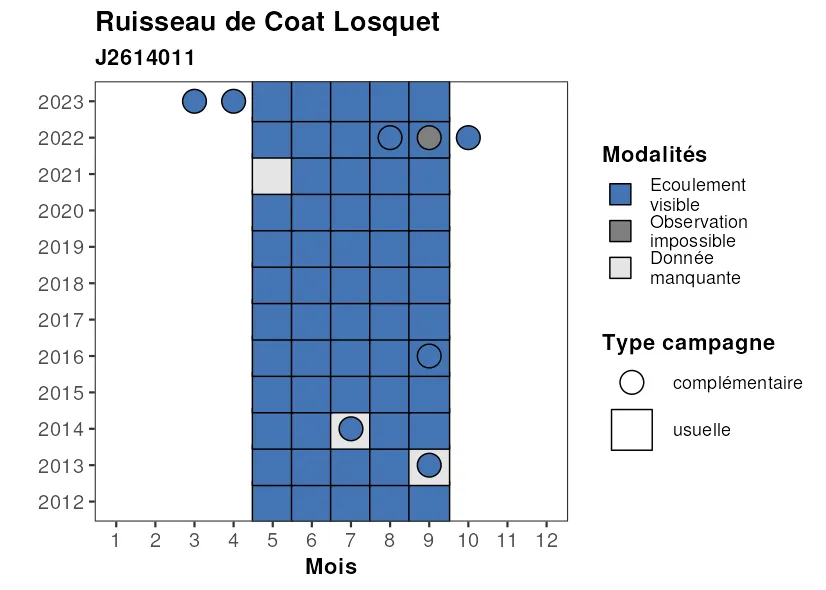 Ruisseau de Coat Losquet
J2614011
2023
2022
2021
2020
2019
2018
2017
2016
2015
2014
2013
2012
1 2 3 4 5 6 7 8 9 10 11 12
Mois
Modalités
Ecoulement
visible
Observation
impossible
Donnée
manquante
Type campagne
complémentaire
usuelle